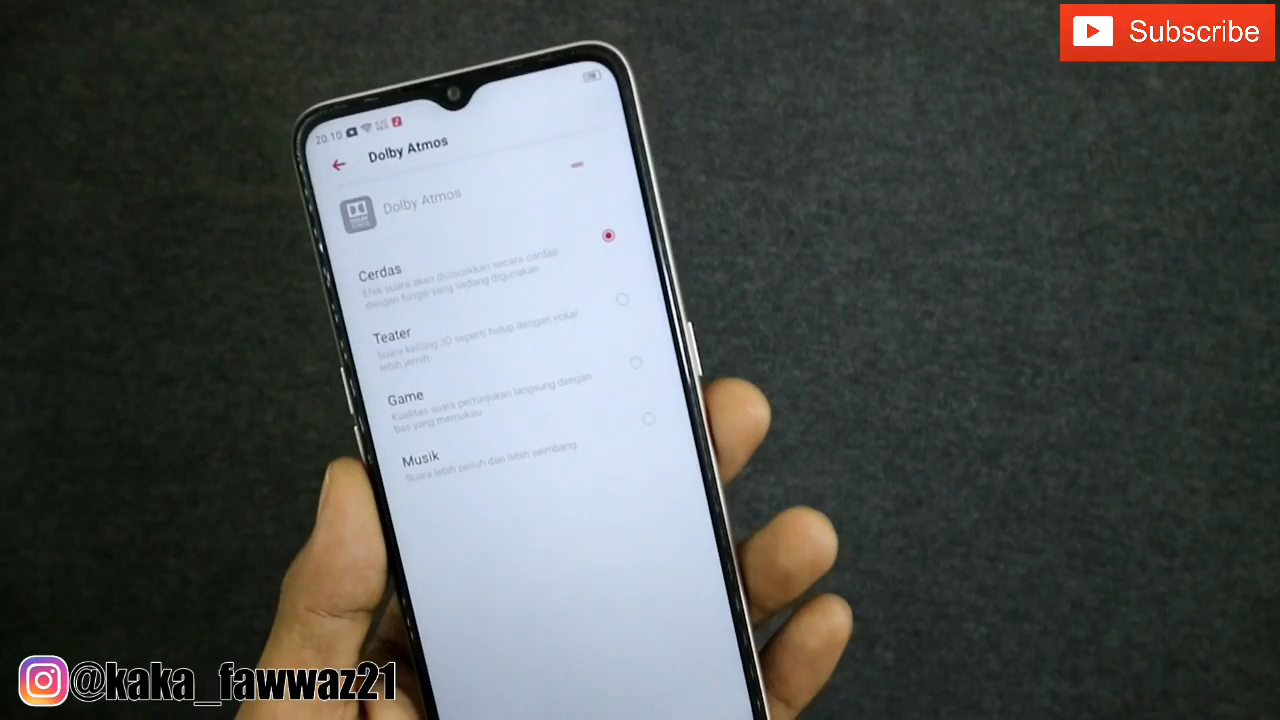 Subscribe
20.10
Dolby Atmos
Dolby Atmos
Cerdas
Efek suara akan dicocokkan secara cerdas
dengan fungsi yang sedang digunakan
Teater
Suara keliling 3D seperti hidup dengan vokal
lebih jernih
Game
Kualitas suara pertunjukan langsung dengan
bas yang memukau
Musik
Suara lebih penuh dan lebih seimbang
@kaka_fawwaz21